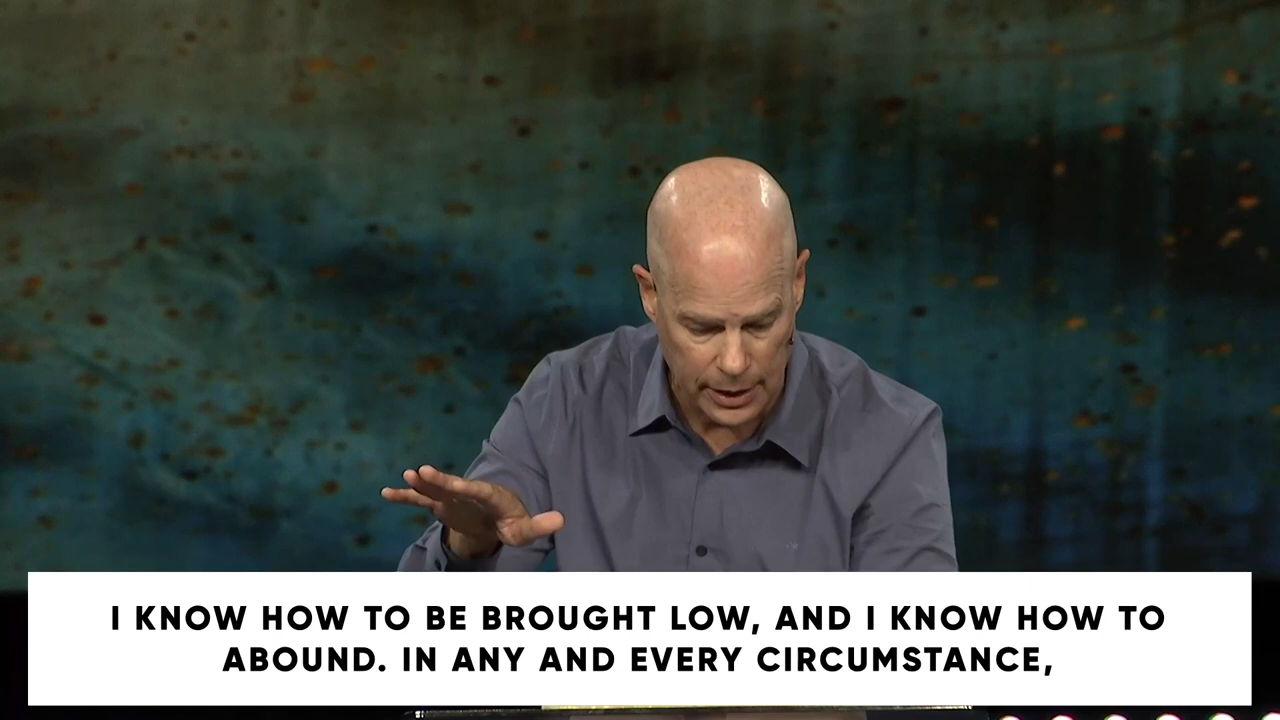 I KNOW HOW TO BE BROUGHT LOW, AND I KNOW HOW TO
ABOUND. IN ANY AND EVERY CIRCUMSTANCE,